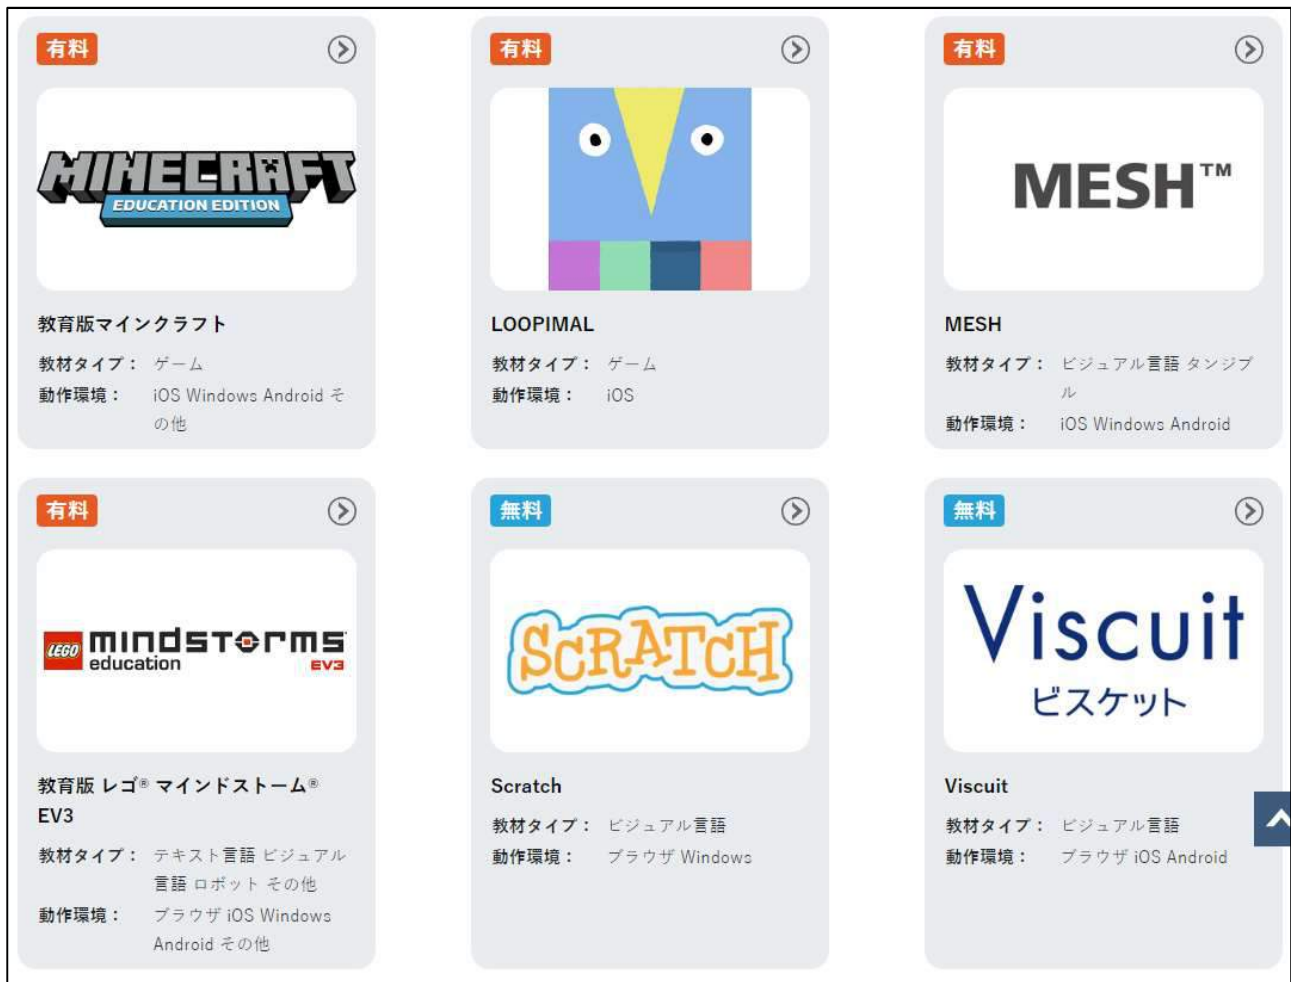 有料
MINECRAFT
EDUCATION EDITION
教育版マインクラフト
教材タイプ： ゲーム
動作環境： iOS Windows Android そ
の他
有料
LOOPIMAL
教材タイプ： ゲーム
動作環境： iOS
有料
MESH™
MESH
教材タイプ： ビジュアル言語 タンジブ
ル
動作環境： iOS Windows Android
有料
LEGO mindstorms
education EV3
教育版 レゴ® マインドストーム®
EV3
教材タイプ： テキスト言語 ビジュアル
言語 ロボット その他
動作環境： ブラウザ iOS Windows
Android その他
無料
SCRATCH
Scratch
教材タイプ： ビジュアル言語
動作環境： ブラウザ Windows
無料
Viscuit
ビスケット
Viscuit
教材タイプ： ビジュアル言語
動作環境： ブラウザ iOS Android